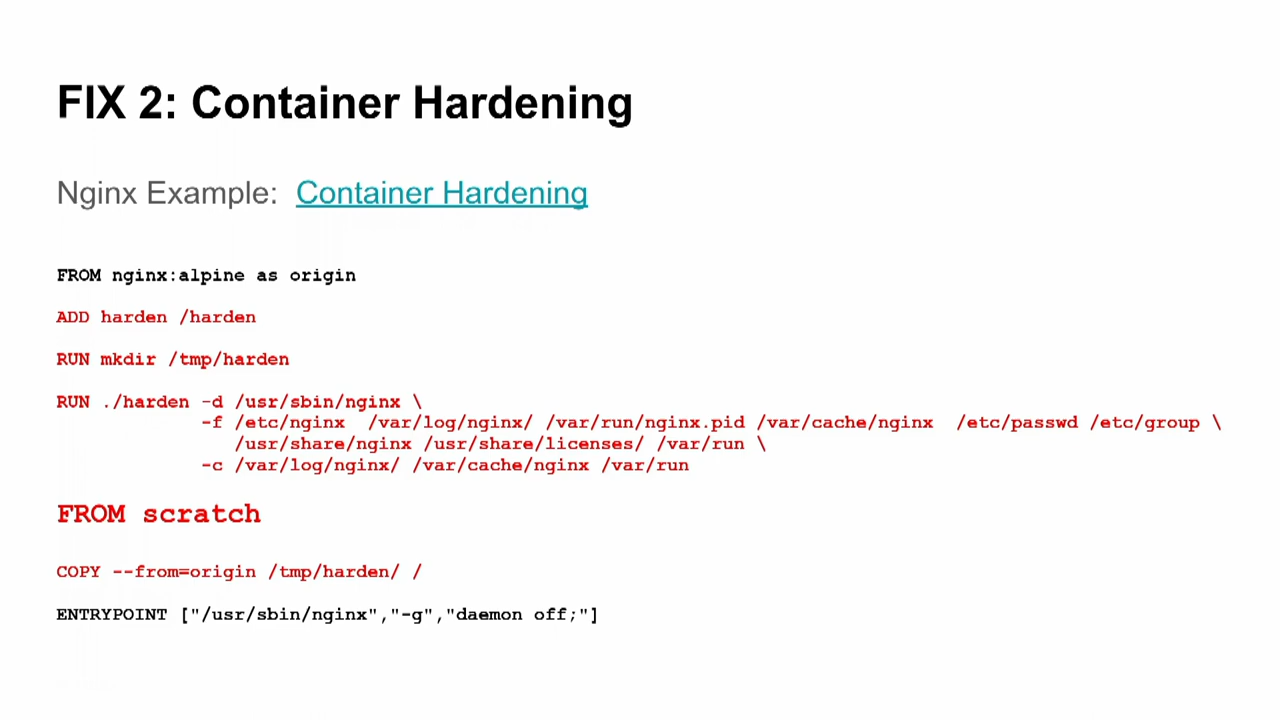 FIX 2: Container Hardening
Nginx Example: Container Hardening
FROM nginx:alpine as origin
ADD harden /harden
RUN mkdir /tmp/harden
RUN ./harden -d /usr/sbin/nginx \
-f /etc/nginx /var/log/nginx/ /var/run/nginx.pid /var/cache/nginx /etc/passwd /etc/group \
/usr/share/nginx /usr/share/licenses/ /var/run \
-c /var/log/nginx/ /var/cache/nginx /var/run
FROM scratch
COPY --from=origin /tmp/harden/ /
ENTRYPOINT ["/usr/sbin/nginx","-g","daemon off;"]